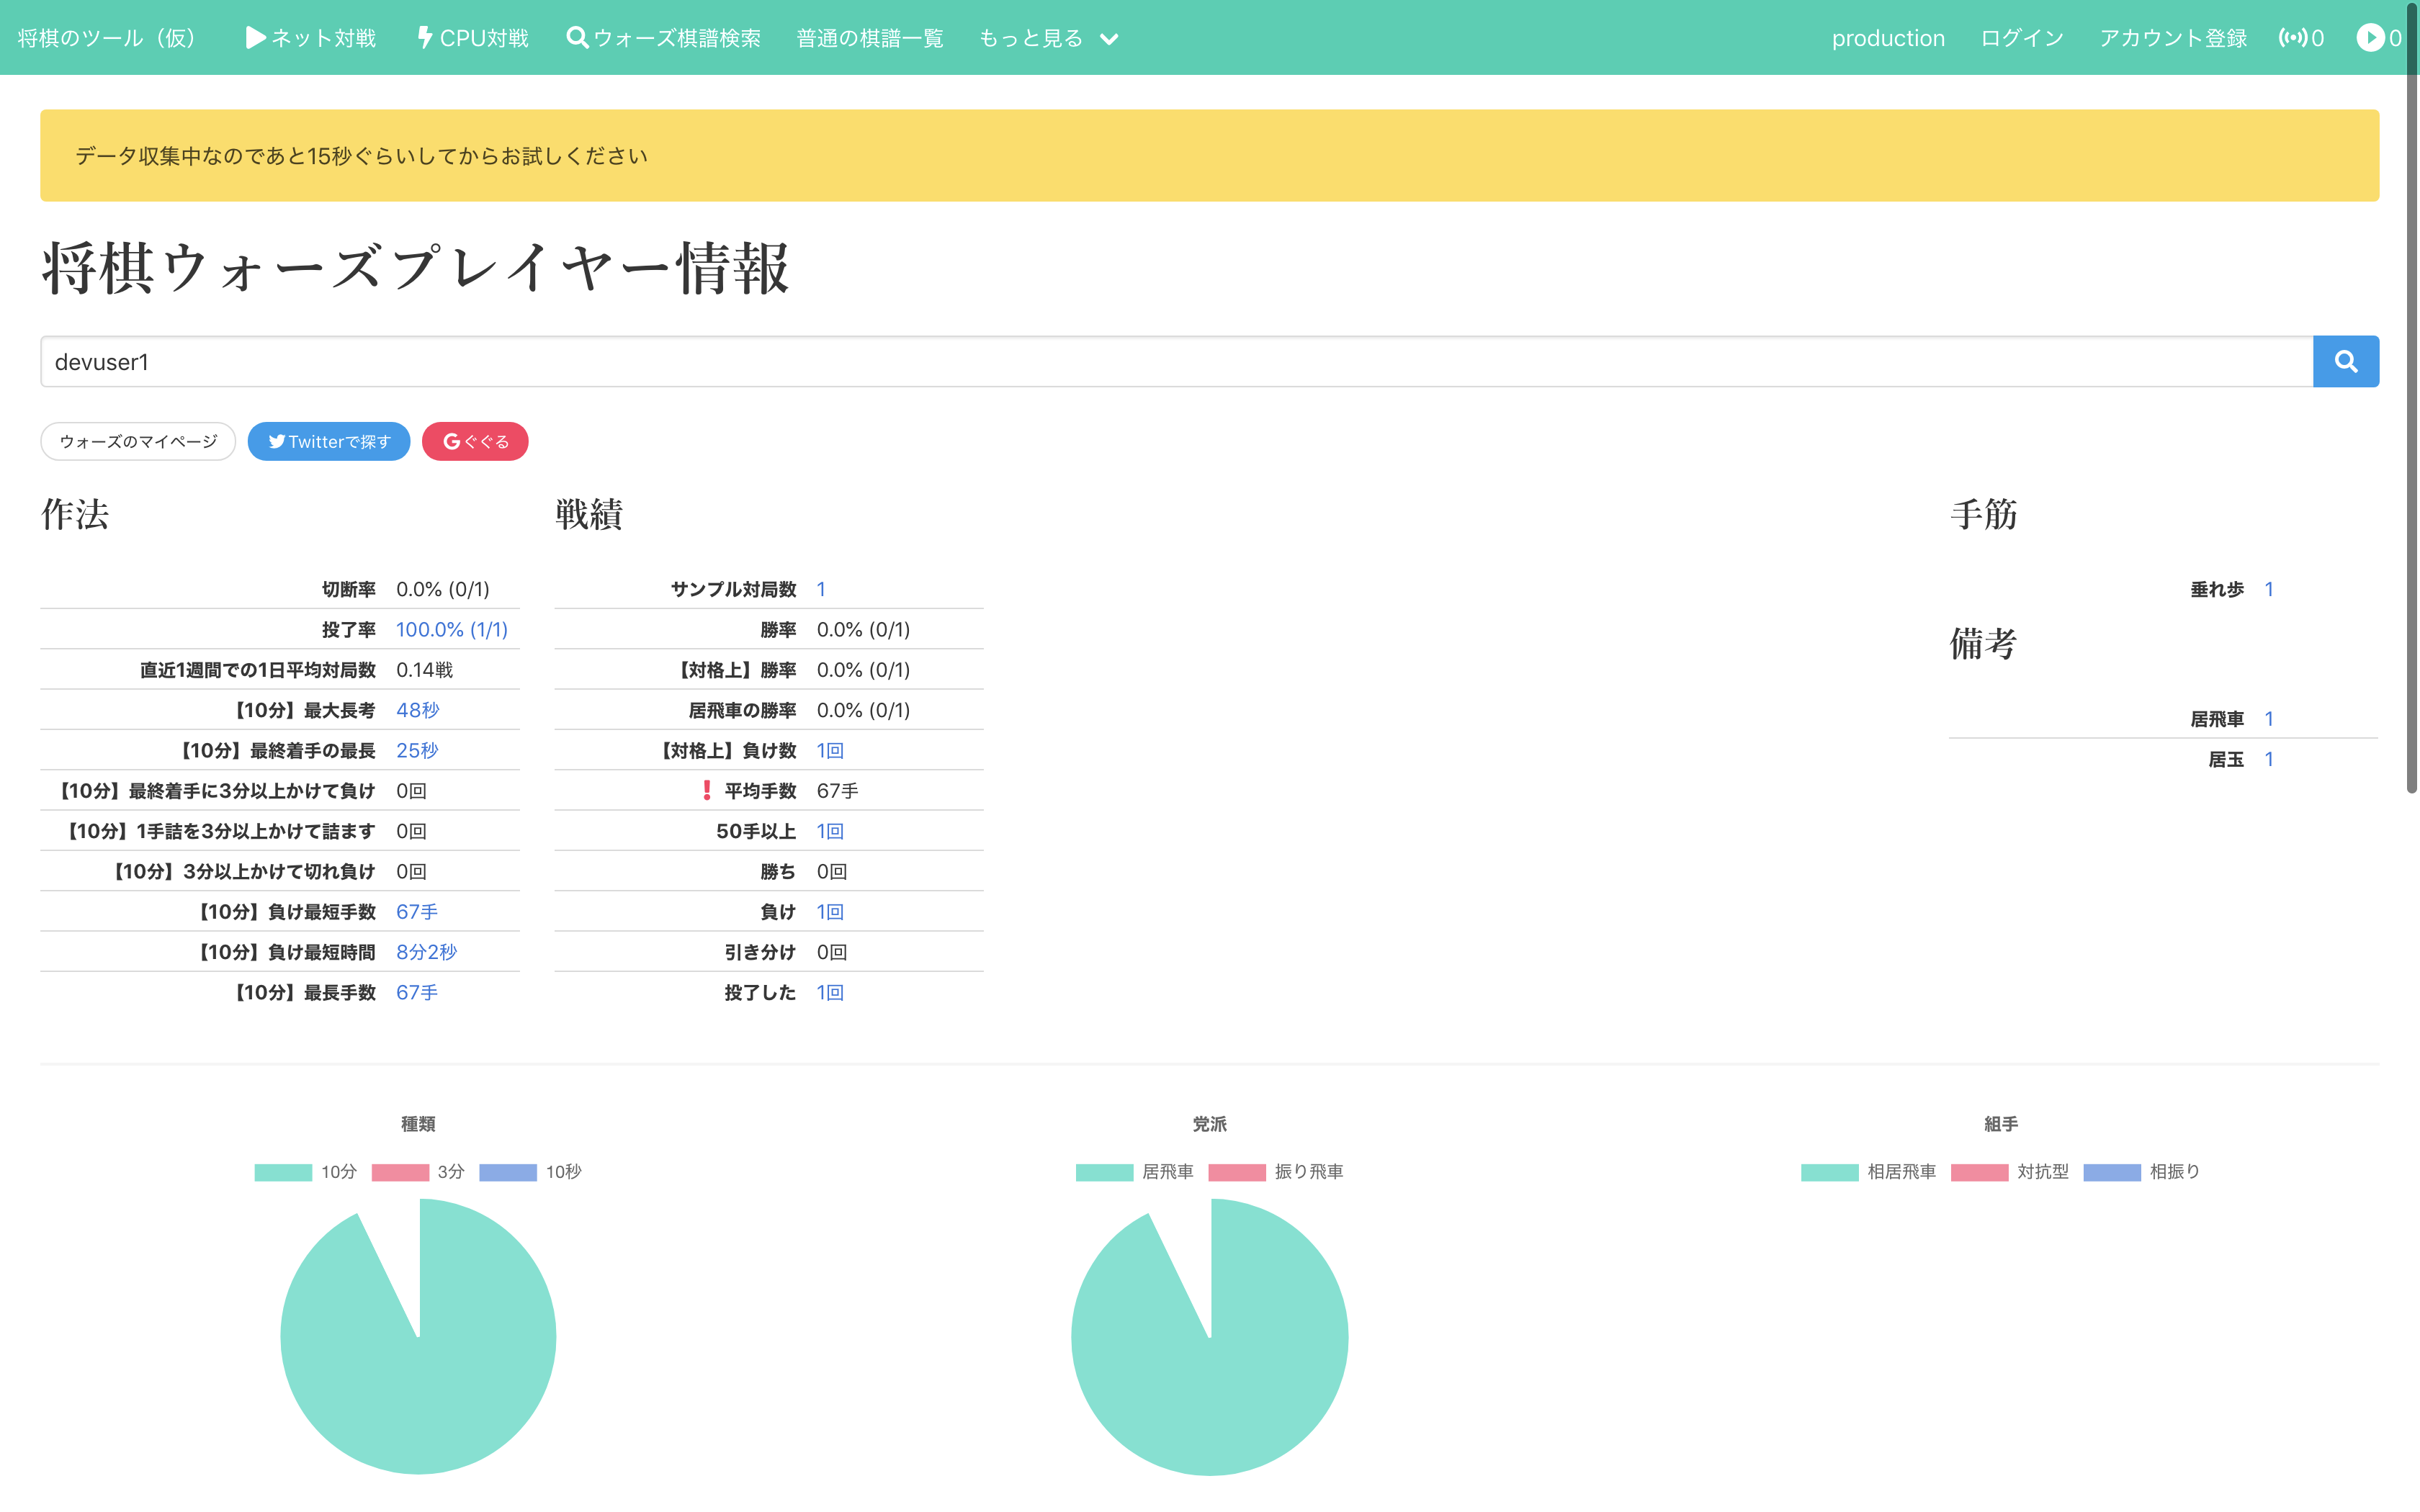 将棋のツール（仮） ネット対戦 CPU対戦 ウォーズ棋譜検索 普通の棋譜一覧 もっと見る production ログイン アカウント登録 0 0
データ収集中なのであと15秒ぐらいしてからお試しください
将棋ウォーズプレイヤー情報
devuser1
ウォーズのマイページ Twitterで探す ぐぐる
作法
切断率 0.0% (0/1)
投了率 100.0% (1/1)
直近1週間での1日平均対局数 0.14戦
【10分】最大長考 48秒
【10分】最終着手の最長 25秒
【10分】最終着手に3分以上かけて負け 0回
【10分】1手詰を3分以上かけて詰ます 0回
【10分】3分以上かけて切れ負け 0回
【10分】負け最短手数 67手
【10分】負け最短時間 8分2秒
【10分】最長手数 67手
戦績
サンプル対局数 1
勝率 0.0% (0/1)
【対格上】勝率 0.0% (0/1)
居飛車の勝率 0.0% (0/1)
【対格上】負け数 1回
❗ 平均手数 67手
50手以上 1回
勝ち 0回
負け 1回
引き分け 0回
投了した 1回
手筋
垂れ歩 1
備考
居飛車 1
居玉 1
種類
10分 3分 10秒
党派
居飛車 振り飛車
組手
相居飛車 対抗型 相振り